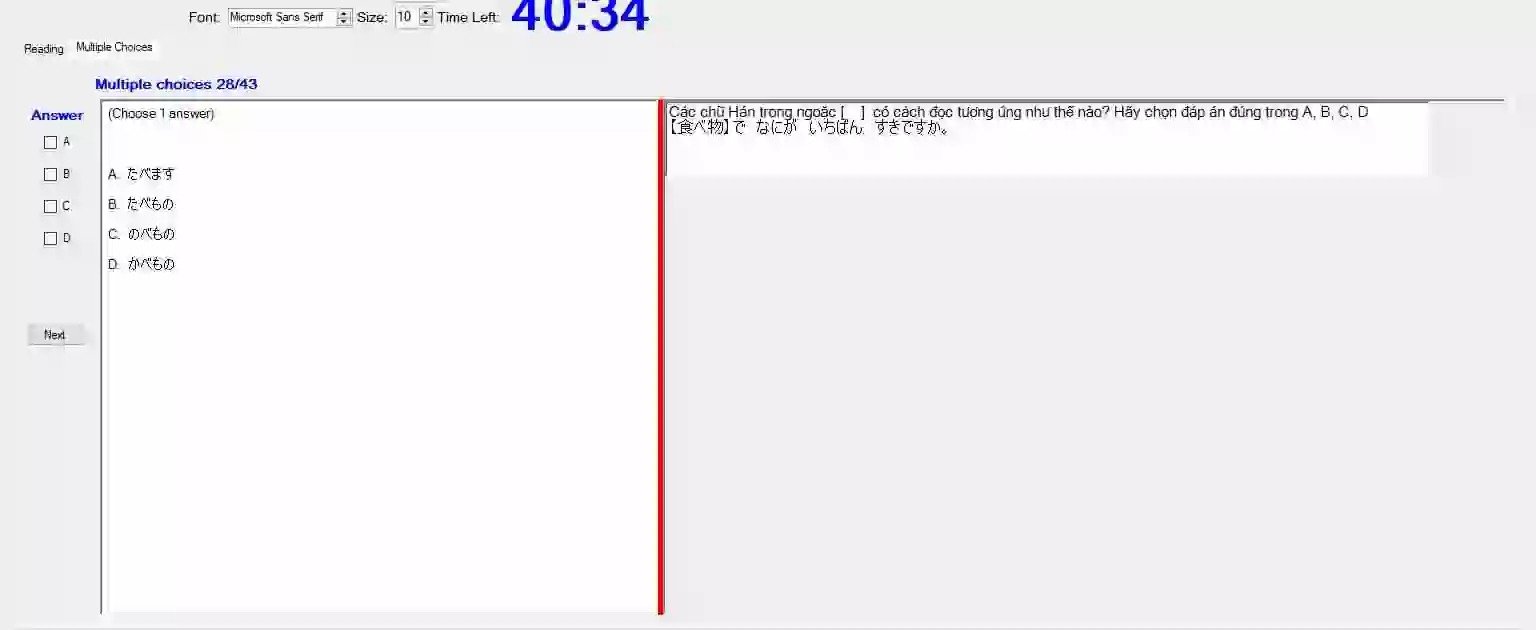 Font: Microsoft Sans Serif Size: 10 Time Left: 40:34
Reading Multiple Choices
Multiple choices 28/43
Answer
A
B
C
D
Next
(Choose 1 answer)
A. たべます
B. たべもの
C. のべもの
D. かべもの
Các chữ Hán trong ngoặc [ ] có cách đọc tương ứng như thế nào? Hãy chọn đáp án đúng trong A, B, C, D
【食べ物】で なにが いちばん すきですか。